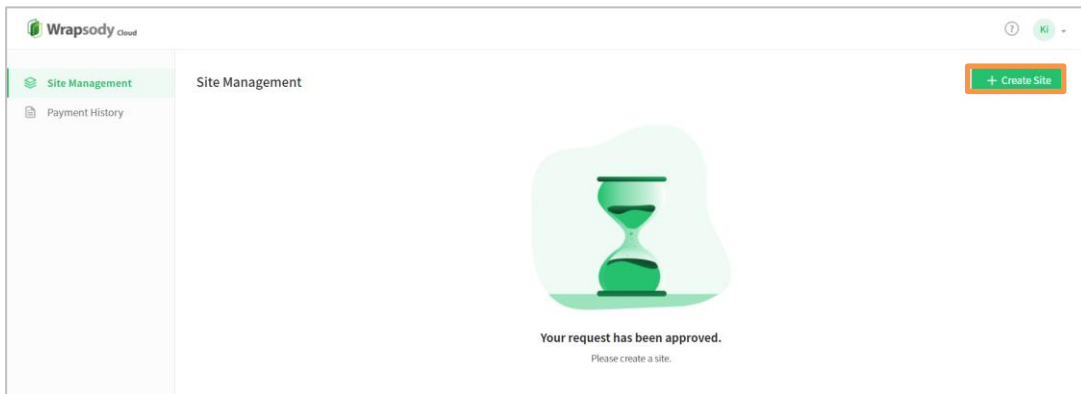 Wrapsody Cloud
?
Ki
Site Management
Payment History
Site Management
+ Create Site
Your request has been approved.
Please create a site.